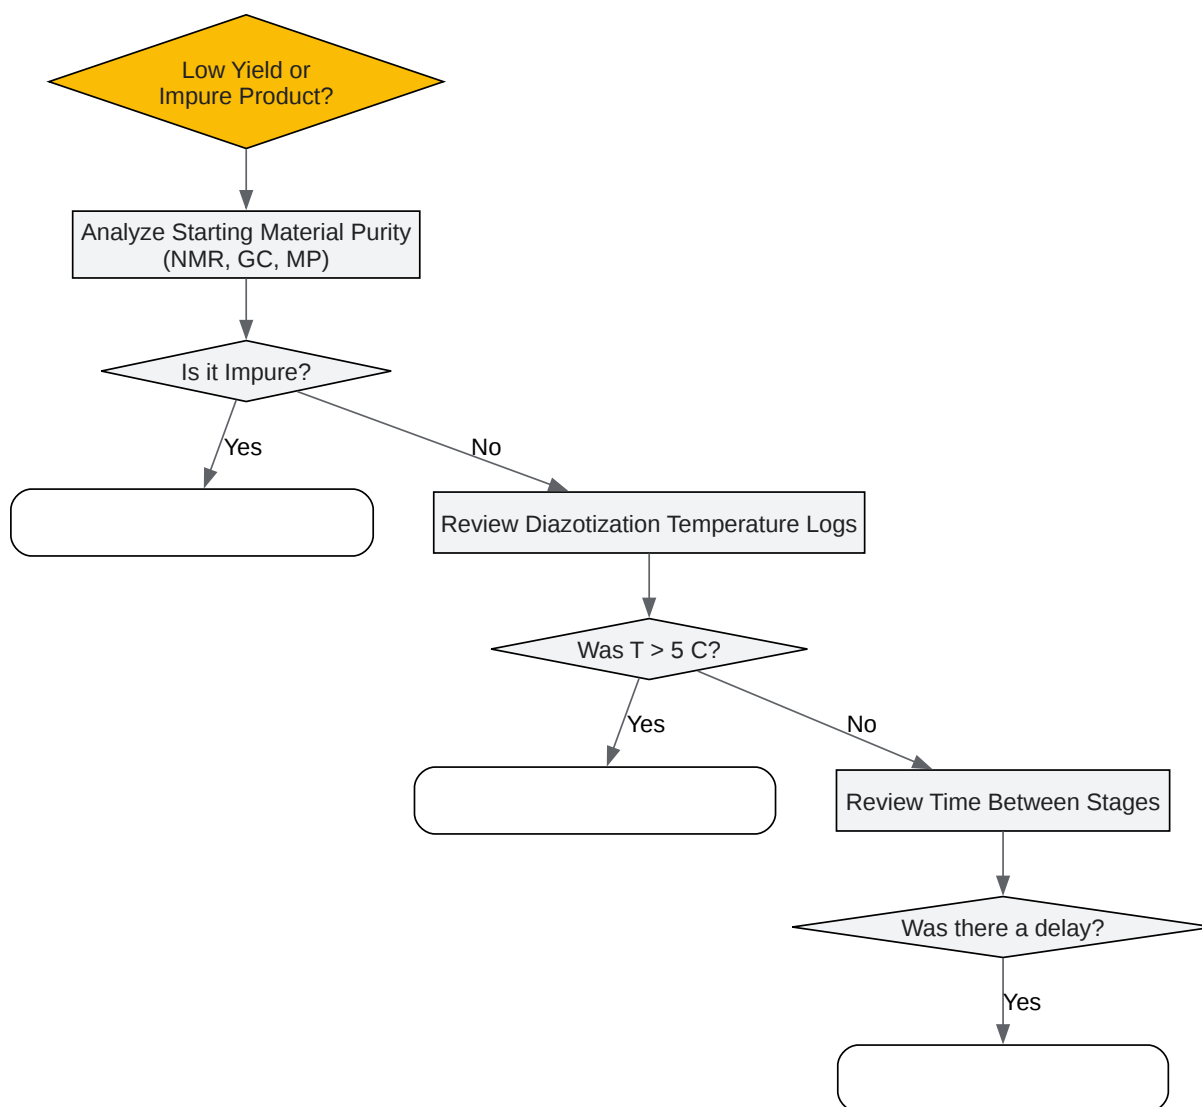 Low Yield or
Impure Product?
Analyze Starting Material Purity
(NMR, GC, MP)
Is it Impure?
Yes
No
Review Diazotization Temperature Logs
Was T > 5 C?
Yes
No
Review Time Between Stages
Was there a delay?
Yes